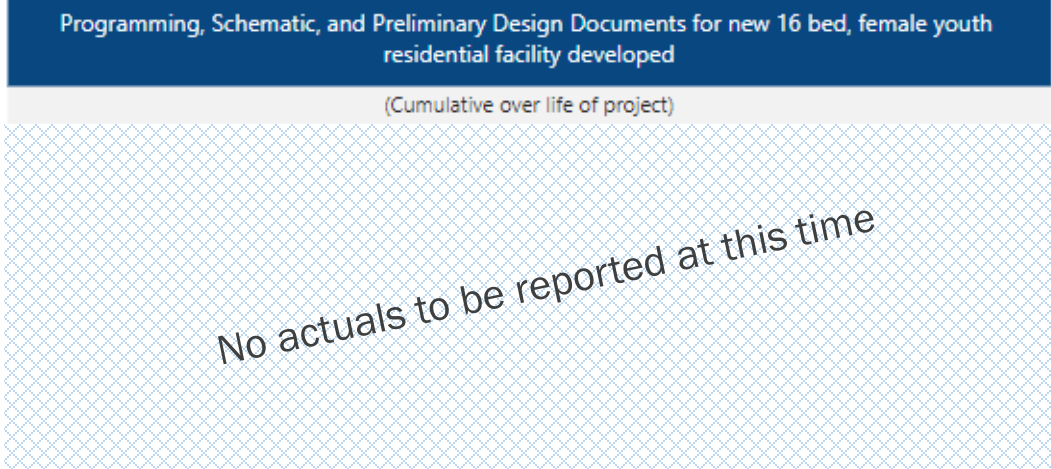 Programming, Schematic, and Preliminary Design Documents for new 16 bed, female youth
residential facility developed
(Cumulative over life of project)
No actuals to be reported at this time